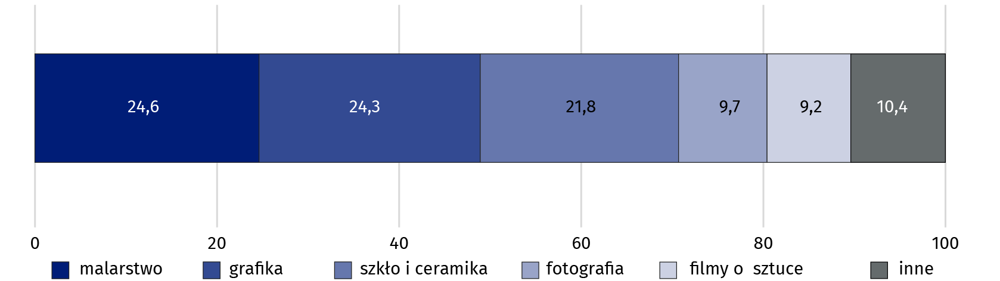 24,6 24,3 21,8 9,7 9,2 10,4
0 20 40 60 80 100
malarstwo grafika szkło i ceramika fotografia filmy o sztuce inne